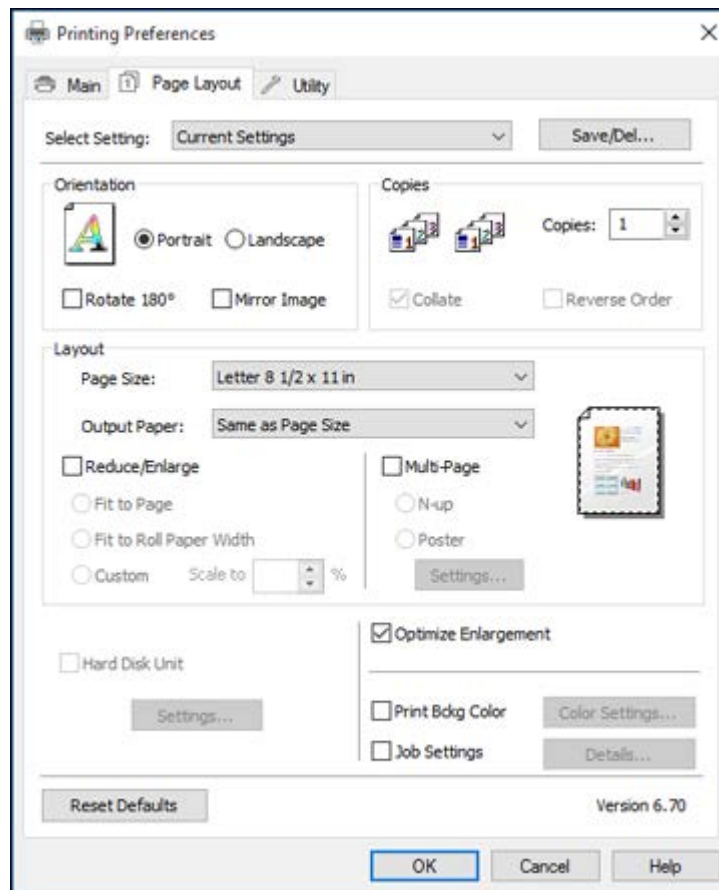 Printing Preferences
Main Page Layout Utility
Select Setting: Current Settings Save/Del...
Orientation
Portrait Landscape
Rotate 180° Mirror Image
Copies
Copies: 1
Collate Reverse Order
Layout
Page Size: Letter 8 1/2 x 11 in
Output Paper: Same as Page Size
Reduce/Enlarge
Fit to Page
Fit to Roll Paper Width
Custom Scale to %
Multi-Page
N-up
Poster
Settings...
Hard Disk Unit
Settings...
Optimize Enlargement
Print Bckg Color Color Settings...
Job Settings Details...
Reset Defaults Version 6.70
OK Cancel Help